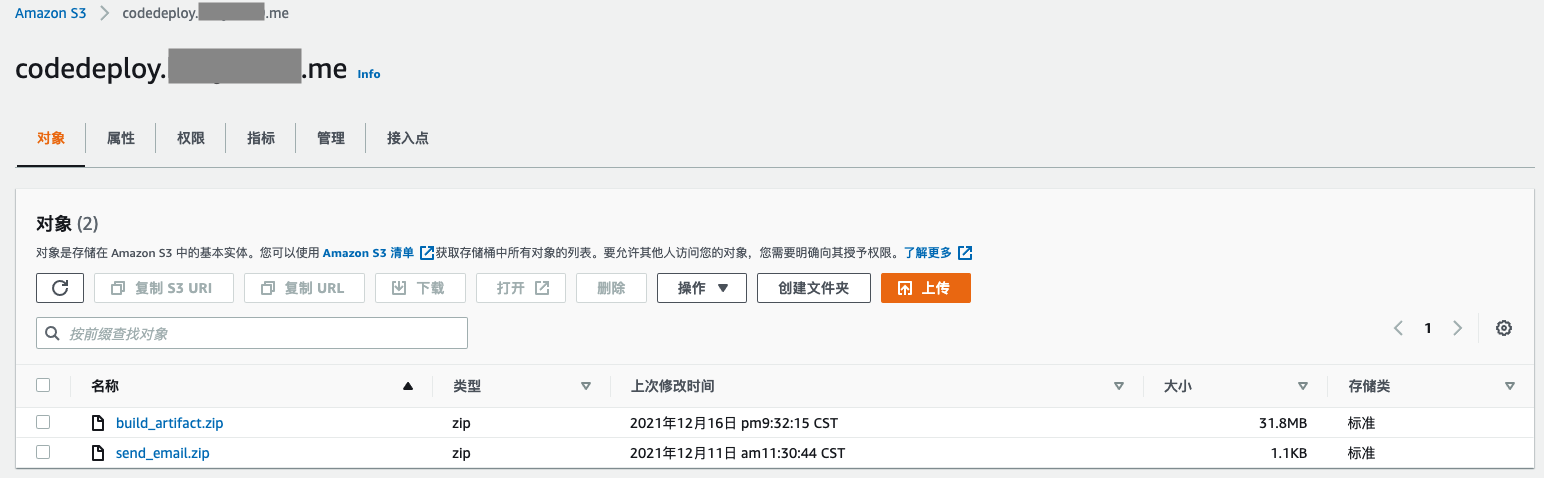 Amazon S3 > codedeploy. .me
codedeploy. .me Info
对象 属性 权限 指标 管理 接入点
对象 (2)
对象是存储在 Amazon S3 中的基本实体。您可以使用 Amazon S3 清单 获取存储桶中所有对象的列表。要允许其他人访问您的对象，您需要明确向其授予权限。了解更多
复制 S3 URI 复制 URL 下载 打开 删除 操作 创建文件夹 上传
按前缀查找对象 1
名称 类型 上次修改时间 大小 存储类
build_artifact.zip zip 2021年12月16日 pm9:32:15 CST 31.8MB 标准
send_email.zip zip 2021年12月11日 am11:30:44 CST 1.1KB 标准